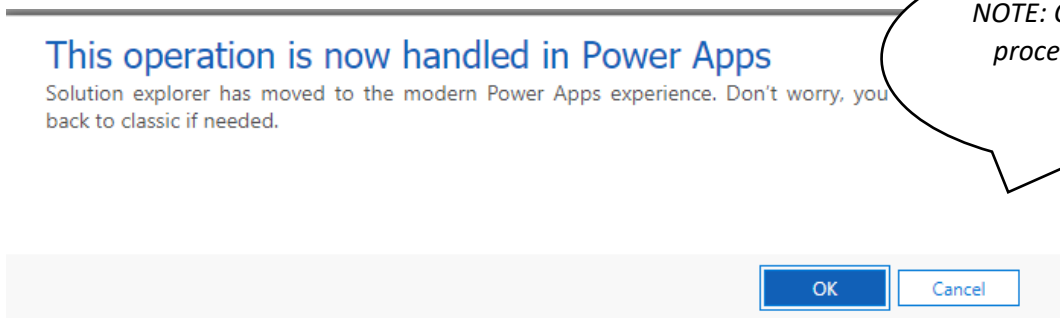 NOTE:
This operation is now handled in Power Apps
Solution explorer has moved to the modern Power Apps experience. Don't worry, you
back to classic if needed.
OK
Cancel